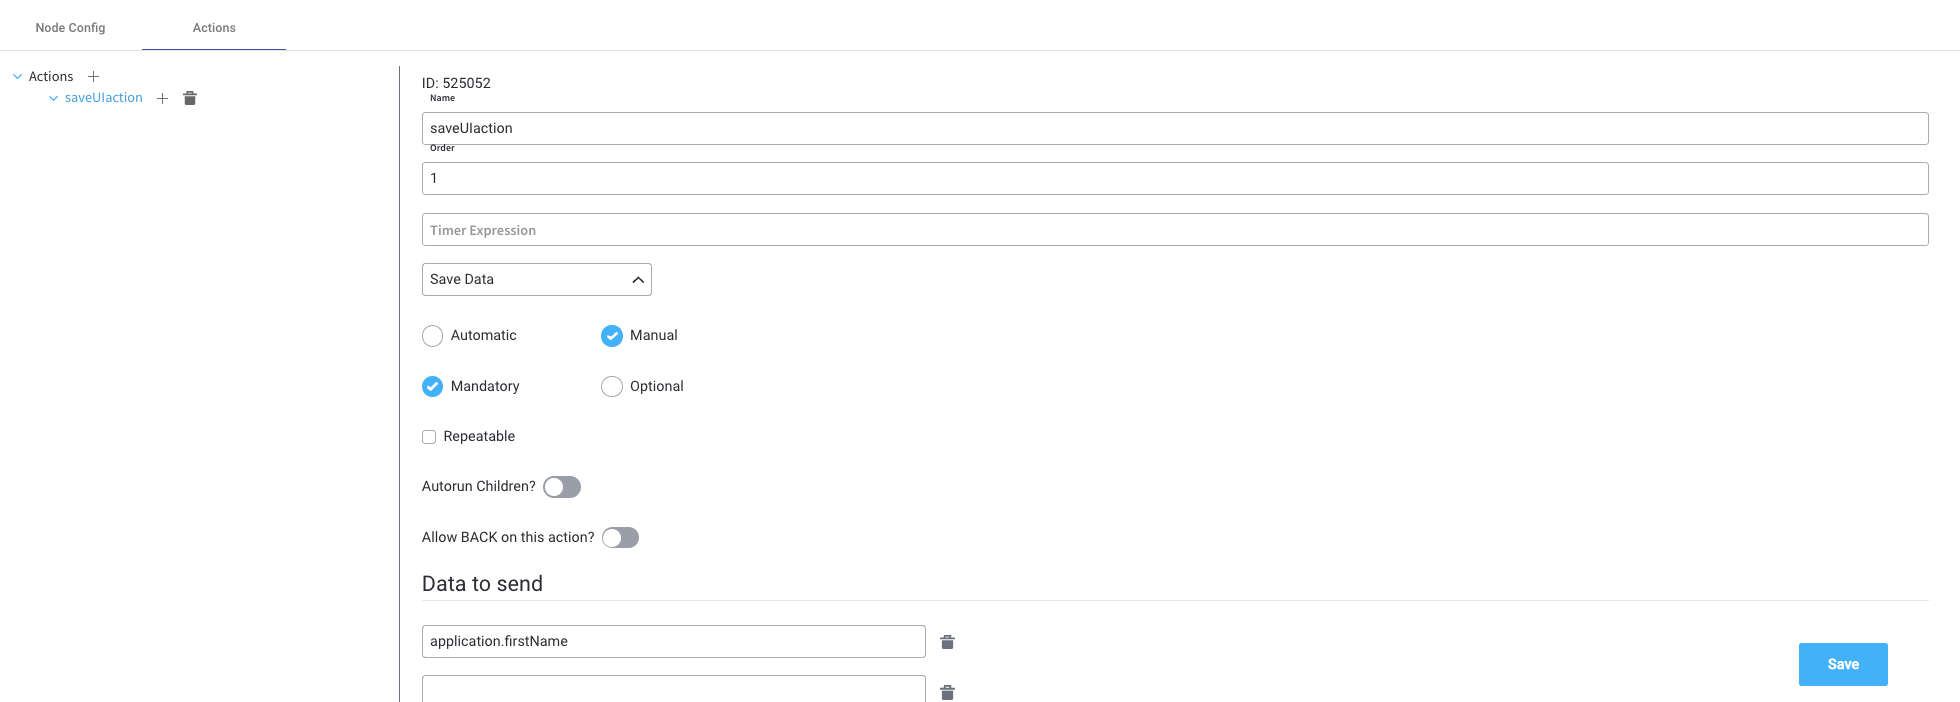 Node Config
Actions
Actions
saveUIaction
ID: 525052
Name
saveUIaction
Order
1
Timer Expression
Save Data
Automatic
Manual
Mandatory
Optional
Repeatable
Autorun Children?
Allow BACK on this action?
Data to send
application.firstName
Save